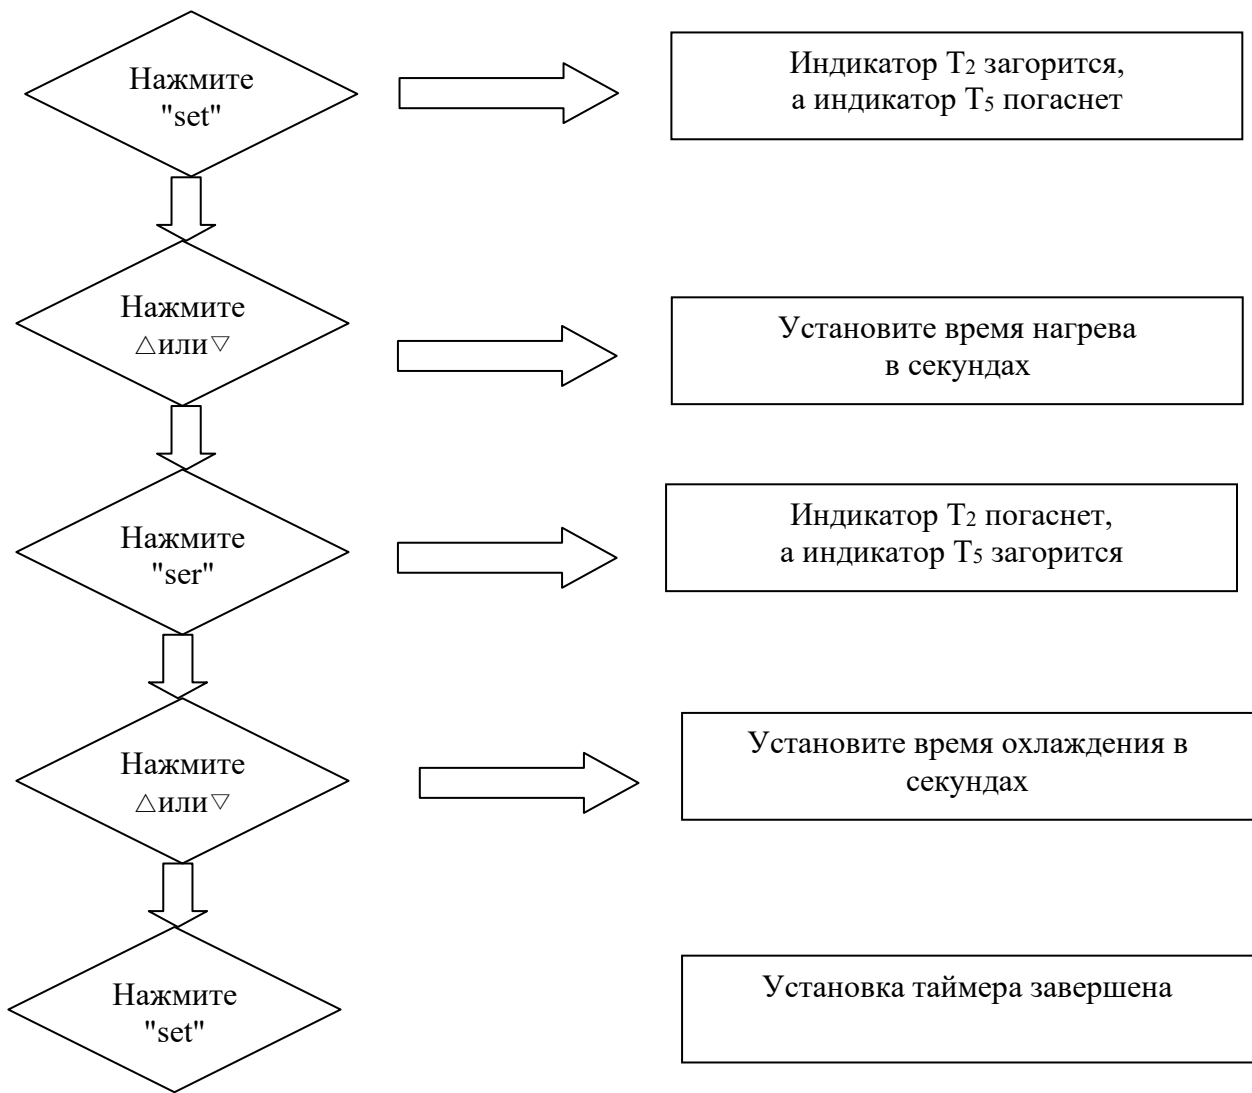 Нажмите
"set"
Индикатор T₂ загорится,
а индикатор T₅ погаснет
Нажмите
△или▽
Установите время нагрева
в секундах
Нажмите
"ser"
Индикатор T₂ погаснет,
а индикатор T₅ загорится
Нажмите
△или▽
Установите время охлаждения в
секундах
Нажмите
"set"
Установка таймера завершена